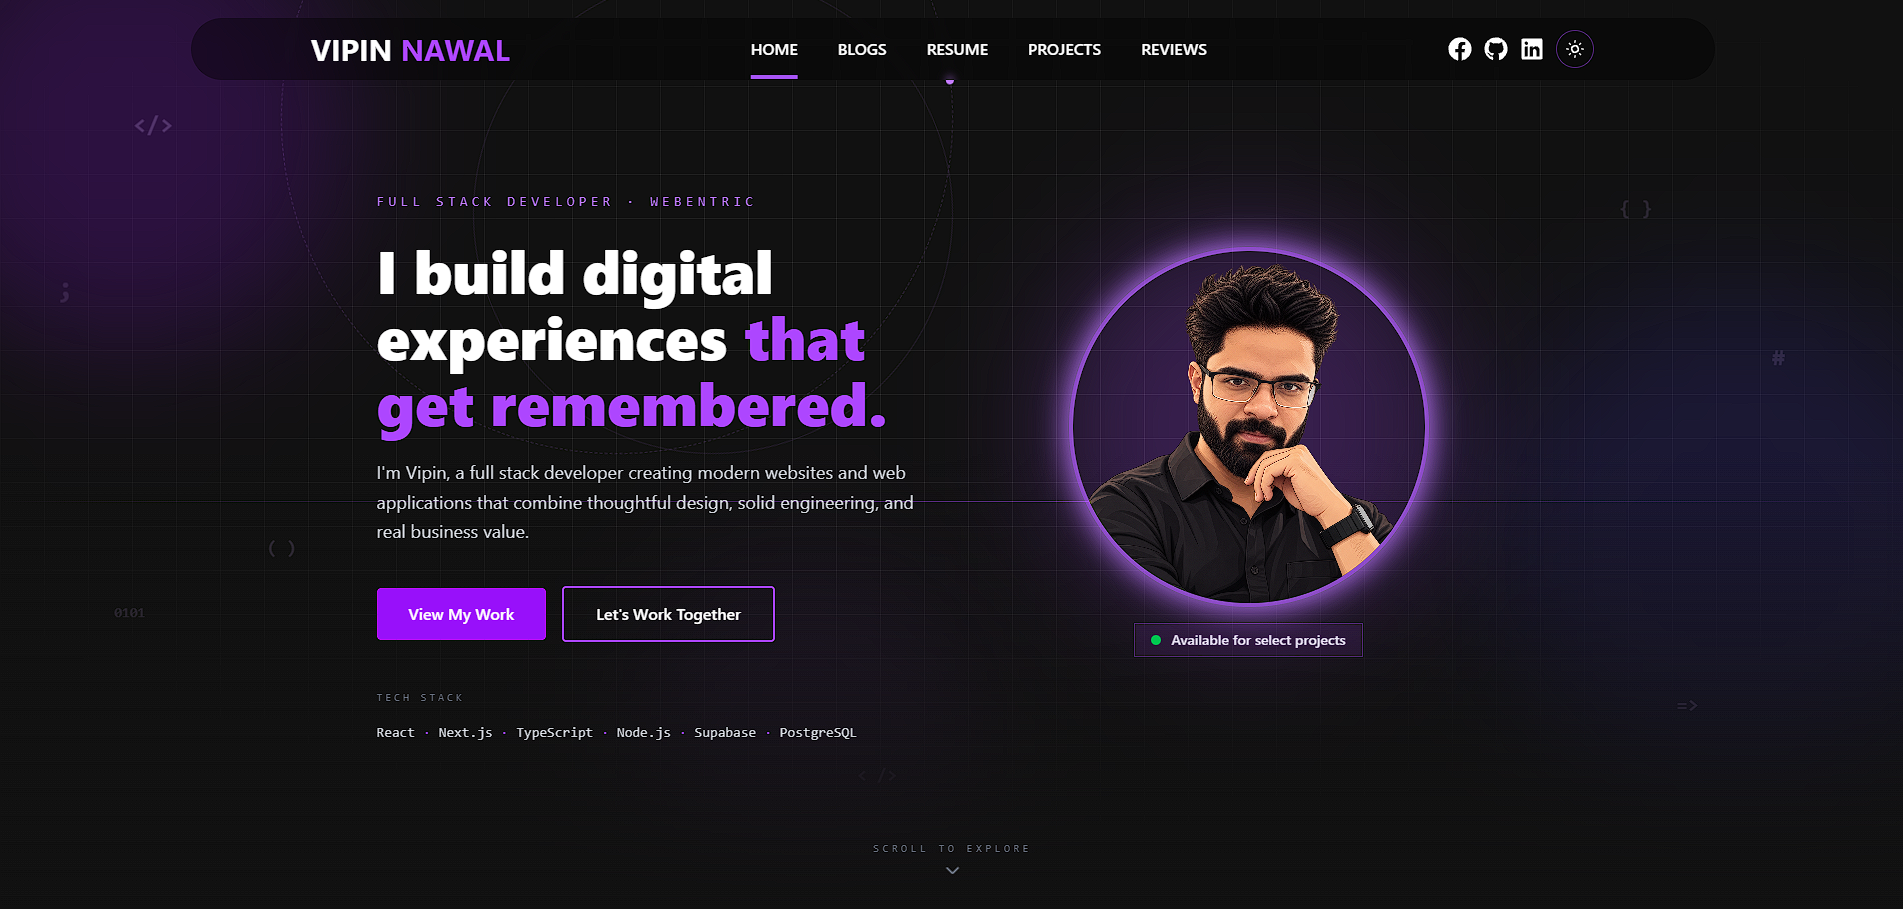 VIPIN NAWAL
HOME BLOGS RESUME PROJECTS REVIEWS
</>
FULL STACK DEVELOPER · WEBENTRIC
{ }
I build digital
experiences that
get remembered.
;
#
I'm Vipin, a full stack developer creating modern websites and web
applications that combine thoughtful design, solid engineering, and
real business value.
( )
0101
View My Work
Let's Work Together
Available for select projects
TECH STACK
=>
React · Next.js · TypeScript · Node.js · Supabase · PostgreSQL
< />
SCROLL TO EXPLORE